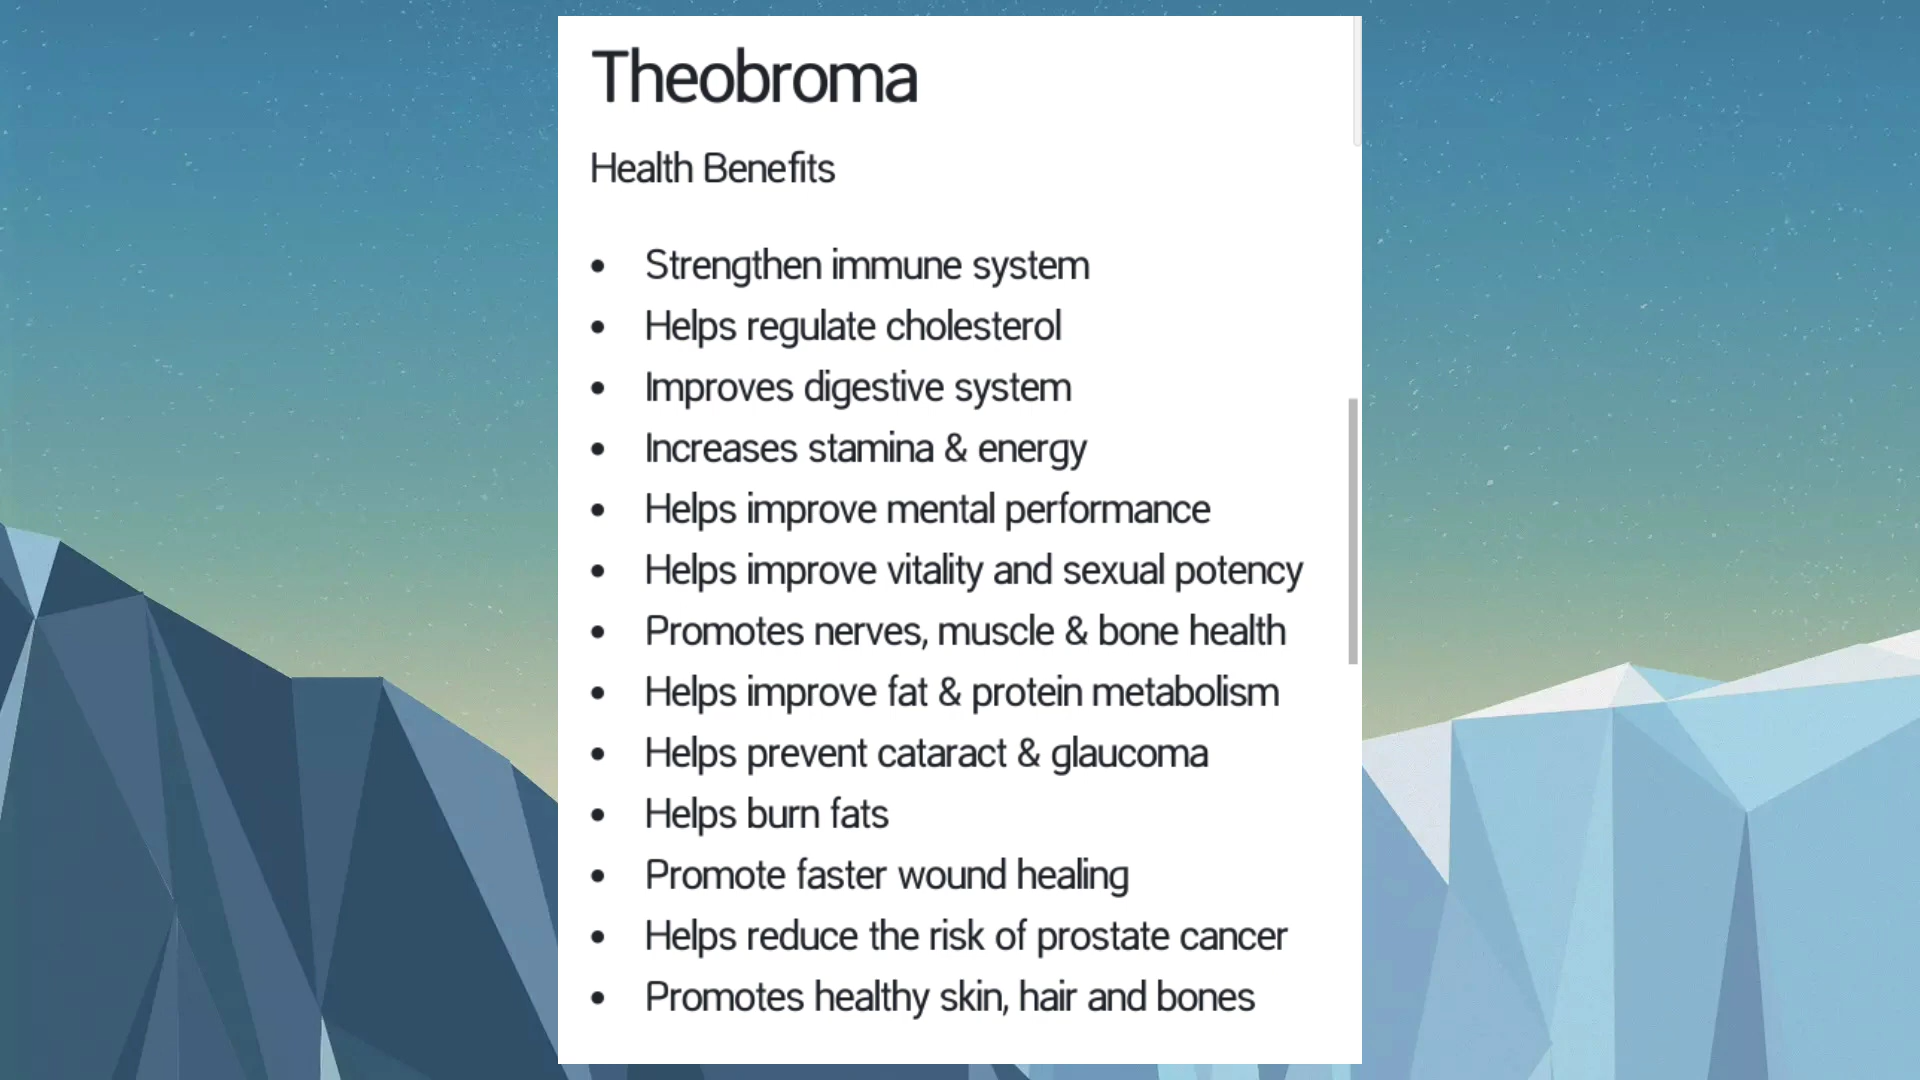 Theobroma
Health Benefits
• Strengthen immune system
• Helps regulate cholesterol
• Improves digestive system
• Increases stamina & energy
• Helps improve mental performance
• Helps improve vitality and sexual potency
• Promotes nerves, muscle & bone health
• Helps improve fat & protein metabolism
• Helps prevent cataract & glaucoma
• Helps burn fats
• Promote faster wound healing
• Helps reduce the risk of prostate cancer
• Promotes healthy skin, hair and bones